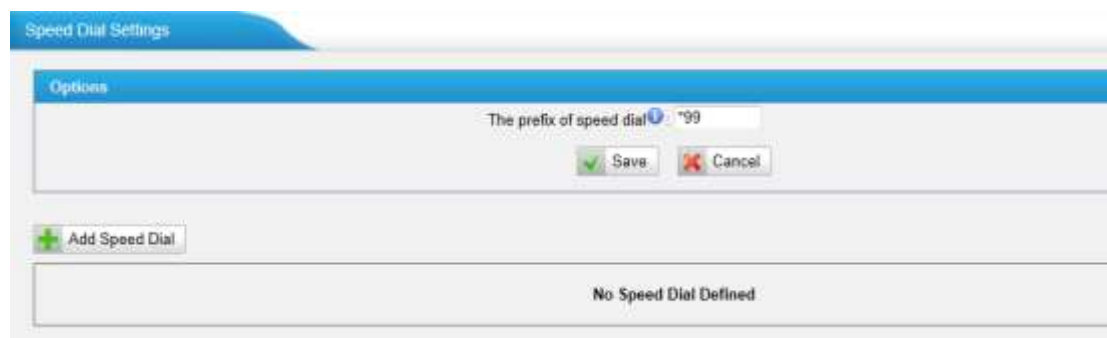 Speed Dial Settings
Options
The prefix of speed dial : *99
Save Cancel
Add Speed Dial
No Speed Dial Defined